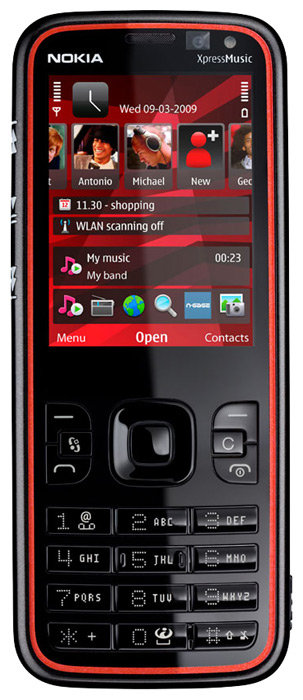 NOKIA
XpressMusic
Wed 09-03-2009
t Antonio Michael New Geo
12 11.30 - shopping
WLAN scanning off
My music 00:23
My band
N-GAGE
Menu Open Contacts
C
1 @ 2 ABC 3 DEF
4 GHI 5 JKL 6 MNO
7 PQRS 8 TUV 9 WXYZ
* + 0 #